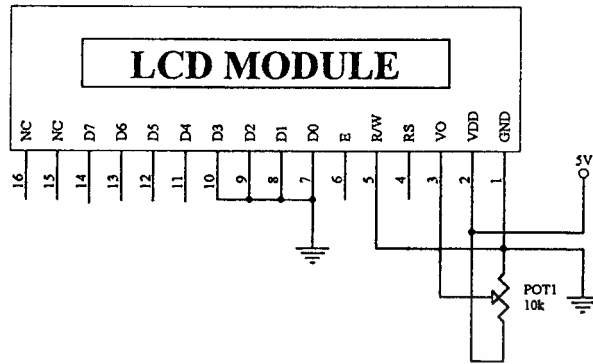 LCD MODULE
NC NC D7 D6 D5 D4 D3 D2 D1 D0 E R/W RS VO VDD GND
16 15 14 13 12 11 10 9 8 7 6 5 4 3 2 1
5V
POT1
10k